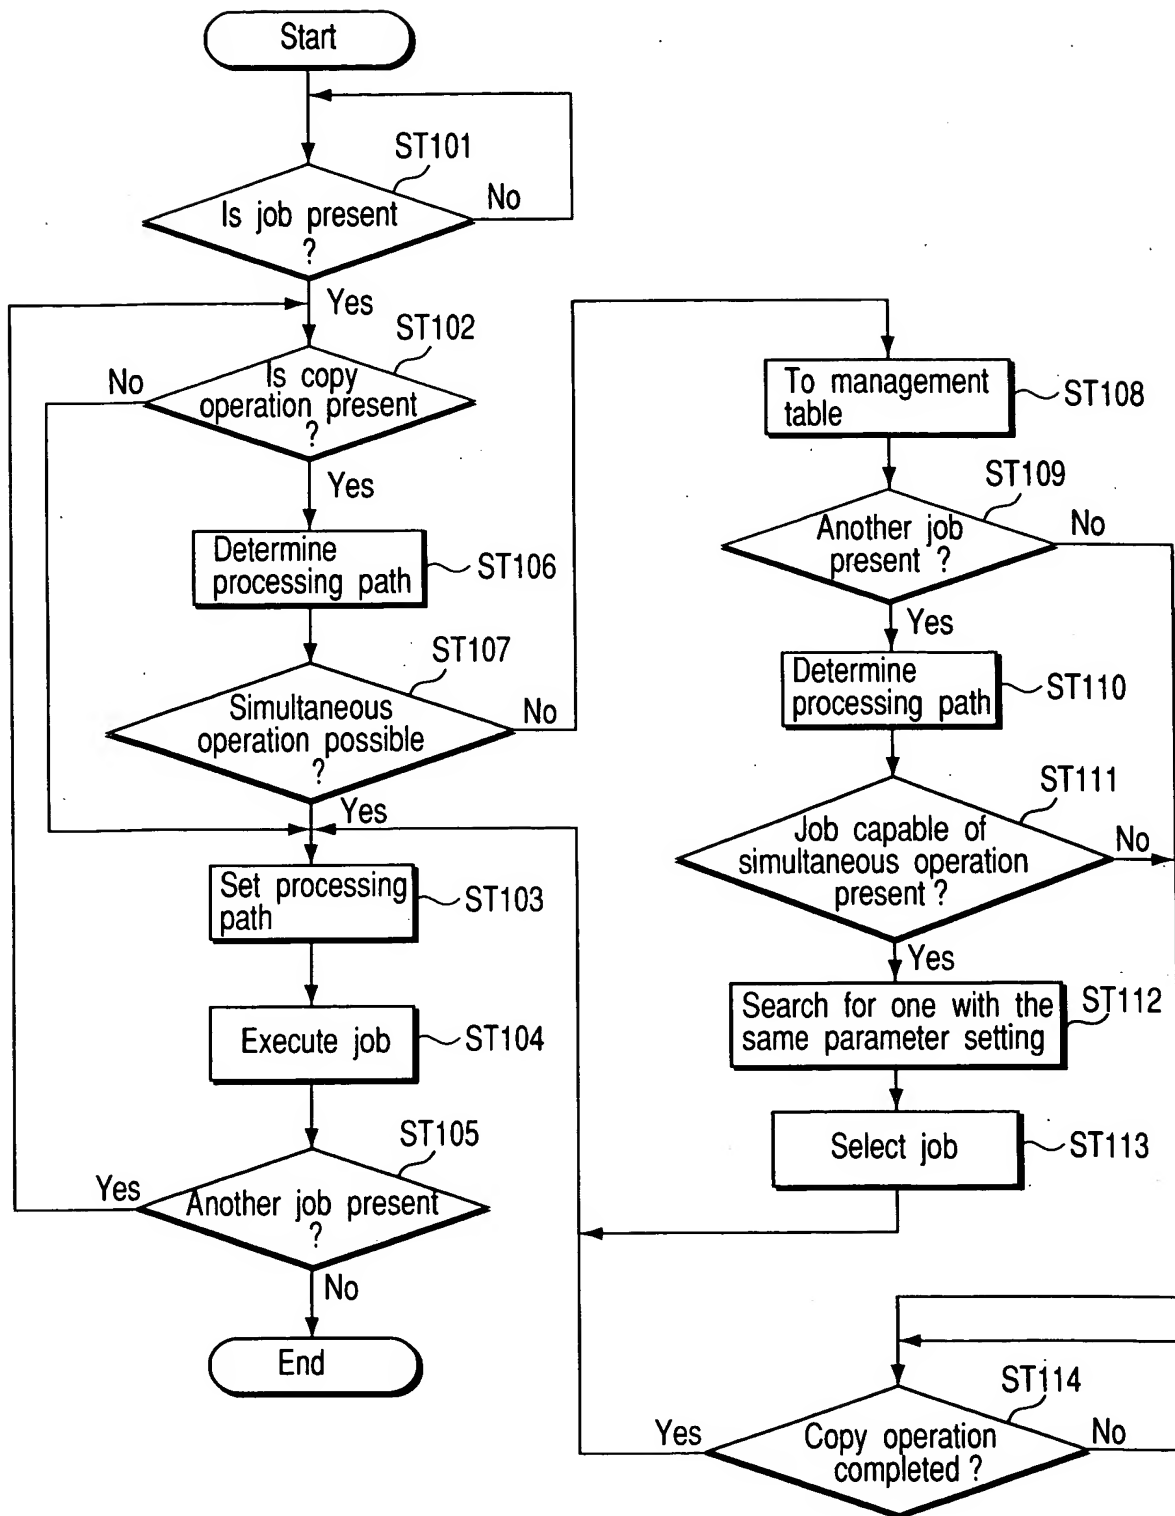 Start
ST101
Is job present
?
No
Yes
ST102
Is copy
operation present
?
No
Yes
Determine
processing path
ST106
ST107
Simultaneous
operation possible
?
No
Yes
Set processing
path
ST103
Execute job
ST104
ST105
Another job present
?
Yes
No
End
To management
table
ST108
ST109
Another job
present ?
No
Yes
Determine
processing path
ST110
ST111
Job capable of
simultaneous operation
present ?
No
Yes
Search for one with the
same parameter setting
ST112
Select job
ST113
ST114
Copy operation
completed ?
Yes
No